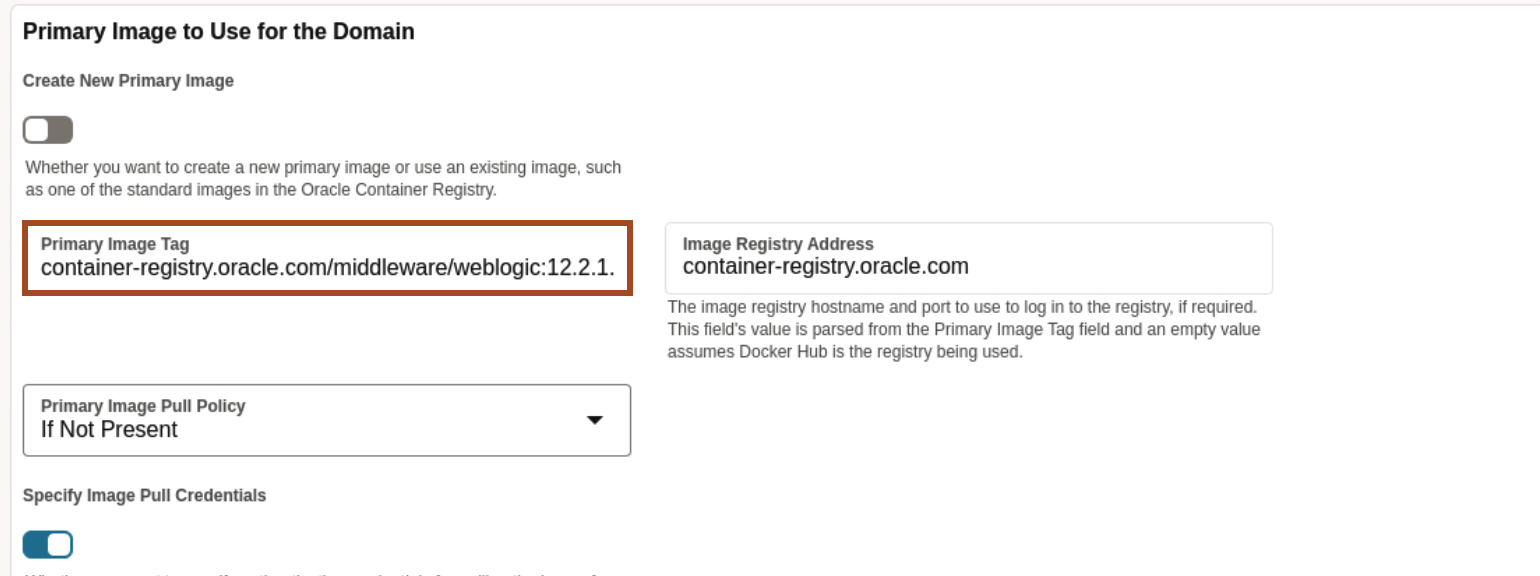 Primary Image to Use for the Domain
Create New Primary Image
Whether you want to create a new primary image or use an existing image, such
as one of the standard images in the Oracle Container Registry.
Primary Image Tag
container-registry.oracle.com/middleware/weblogic:12.2.1.
Image Registry Address
container-registry.oracle.com
The image registry hostname and port to use to log in to the registry, if required.
This field's value is parsed from the Primary Image Tag field and an empty value
assumes Docker Hub is the registry being used.
Primary Image Pull Policy
If Not Present
Specify Image Pull Credentials